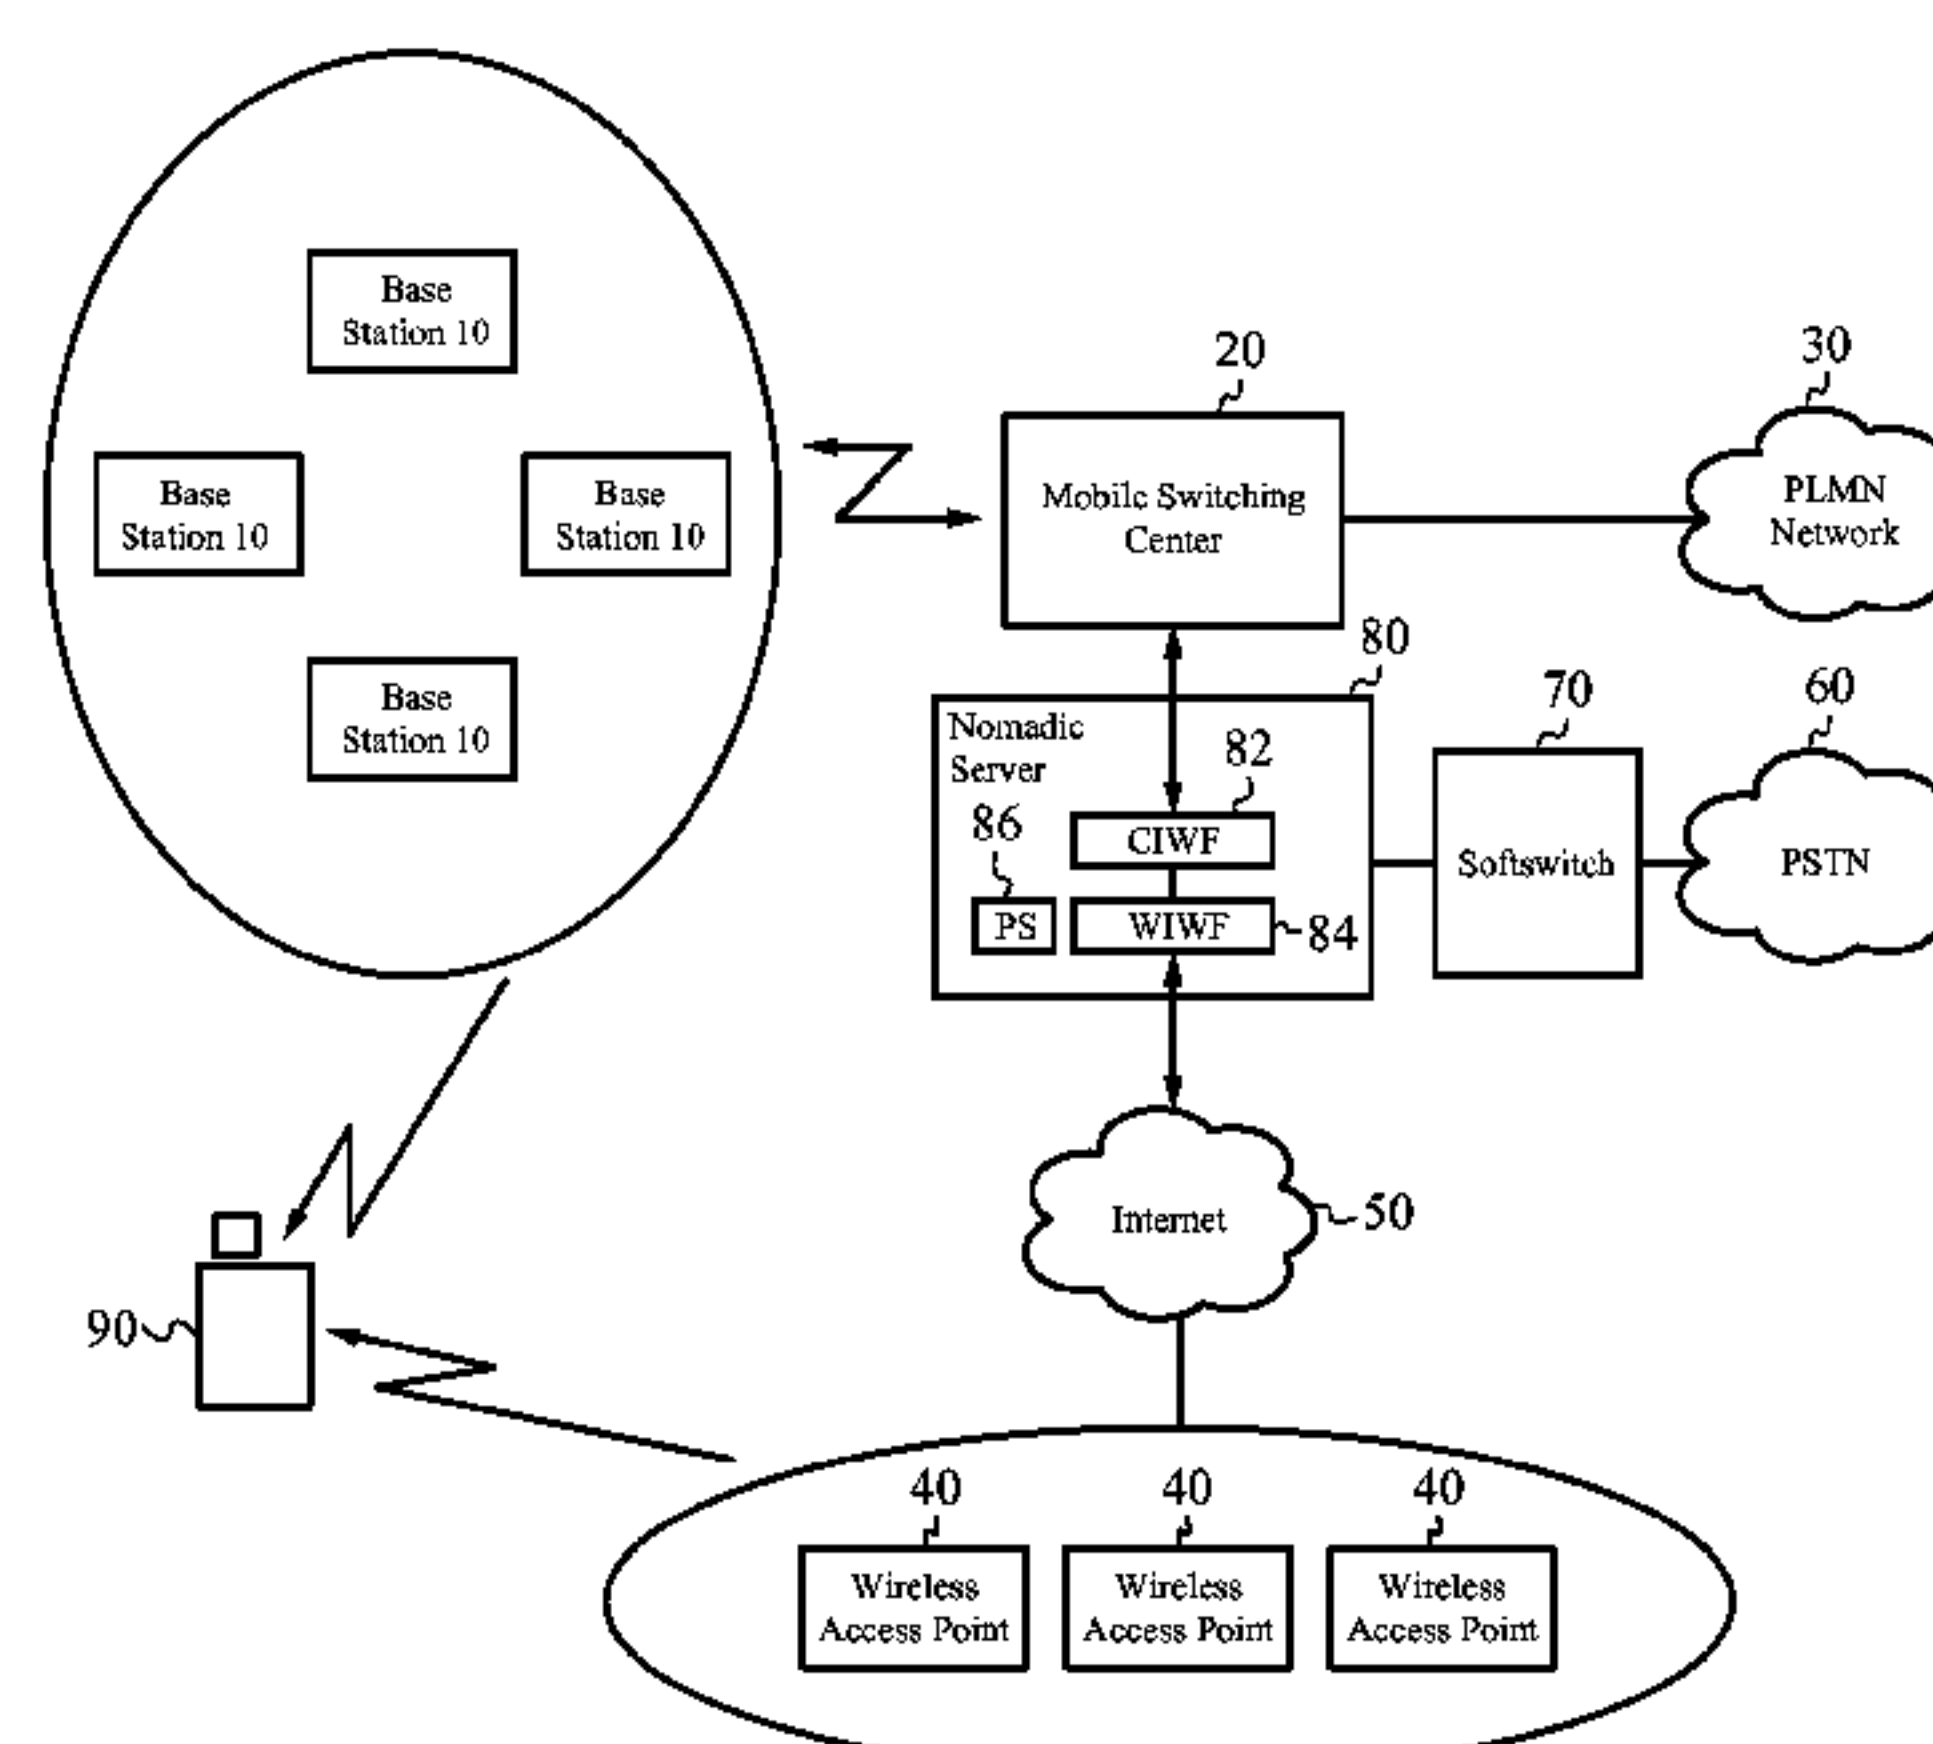 Base
Station 10
Base
Station 10
Base
Station 10
Base
Station 10
20
Mobile Switching
Center
30
PLMN
Network
80
Nomadic
Server
82
CIWF
86
PS
WIWF
84
70
Softswitch
60
PSTN
Internet
50
90
40
Wireless
Access Point
40
Wireless
Access Point
40
Wireless
Access Point